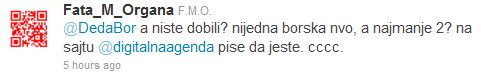 Fata_M_Organa F.M.O.
@DedaBor a niste dobili? nijedna borska nvo, a najmanje 2? na
sajtu @digitalnaagenda pise da jeste. cccc.
5 hours ago